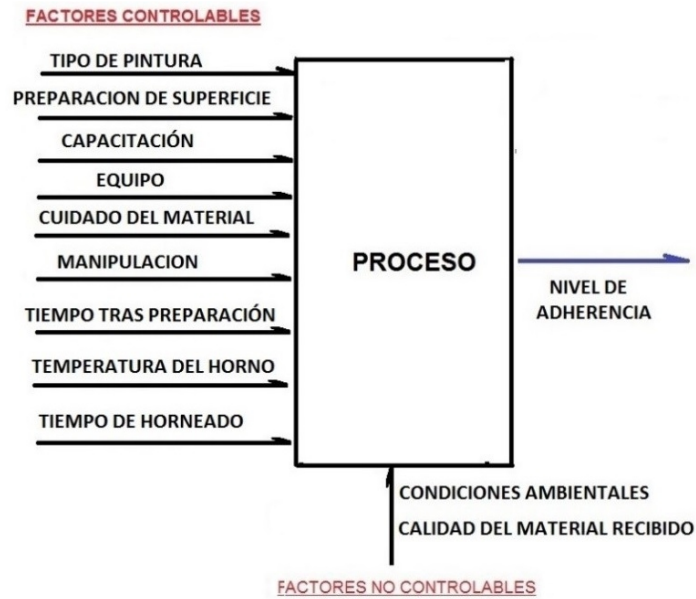 FACTORES CONTROLABLES
TIPO DE PINTURA
PREPARACION DE SUPERFICIE
CAPACITACIÓN
EQUIPO
CUIDADO DEL MATERIAL
MANIPULACION
TIEMPO TRAS PREPARACIÓN
TEMPERATURA DEL HORNO
TIEMPO DE HORNEADO
PROCESO
NIVEL DE
ADHERENCIA
CONDICIONES AMBIENTALES
CALIDAD DEL MATERIAL RECIBIDO
FACTORES NO CONTROLABLES